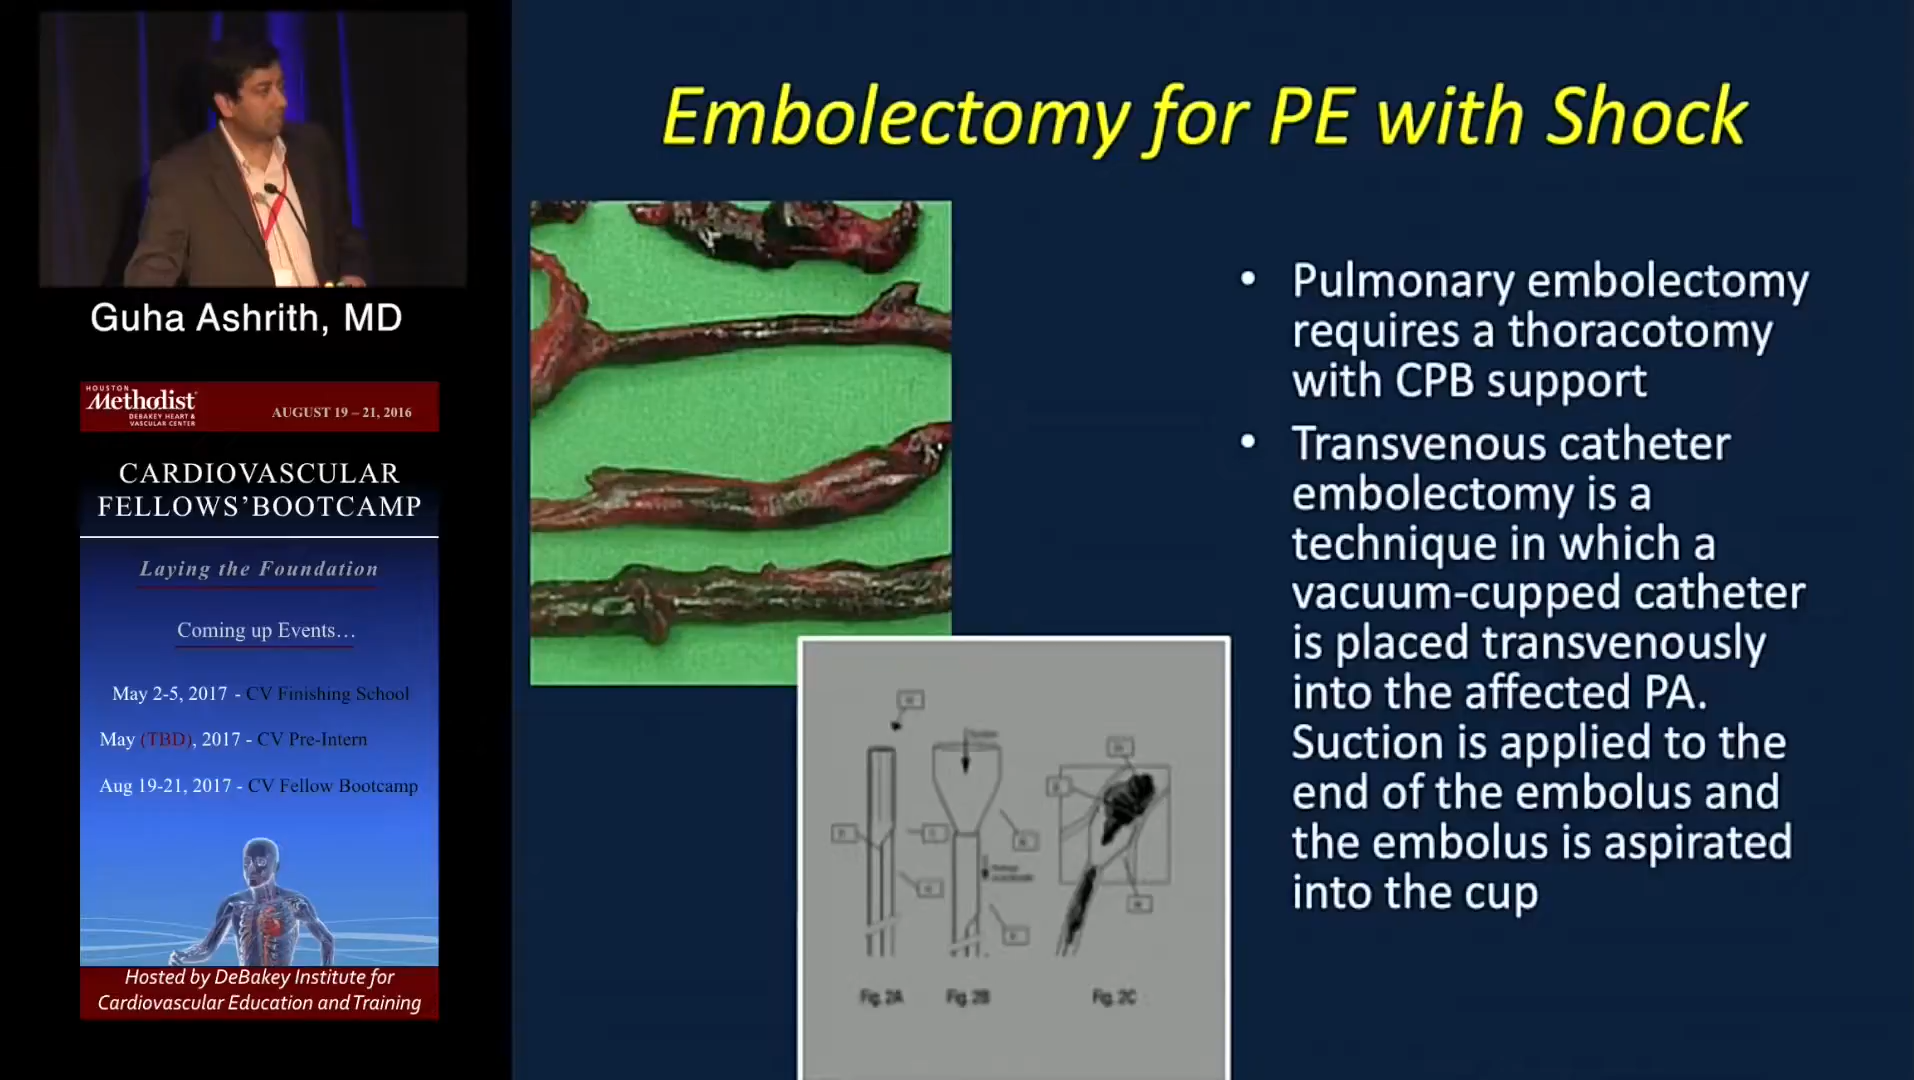 Guha Ashrith, MD
HOUSTON
Methodist
DEBAKEY HEART &
VASCULAR CENTER
AUGUST 19 – 21, 2016
CARDIOVASCULAR
FELLOWS’BOOTCAMP
Laying the Foundation
Coming up Events…
May 2-5, 2017 - CV Finishing School
May (TBD), 2017 - CV Pre-Intern
Aug 19-21, 2017 - CV Fellow Bootcamp
Hosted by DeBakey Institute for
Cardiovascular Education and Training
Embolectomy for PE with Shock
• Pulmonary embolectomy
requires a thoracotomy
with CPB support
• Transvenous catheter
embolectomy is a
technique in which a
vacuum-cupped catheter
is placed transvenously
into the affected PA.
Suction is applied to the
end of the embolus and
the embolus is aspirated
into the cup
Fig. 2A
Fig. 2B
Fig. 2C